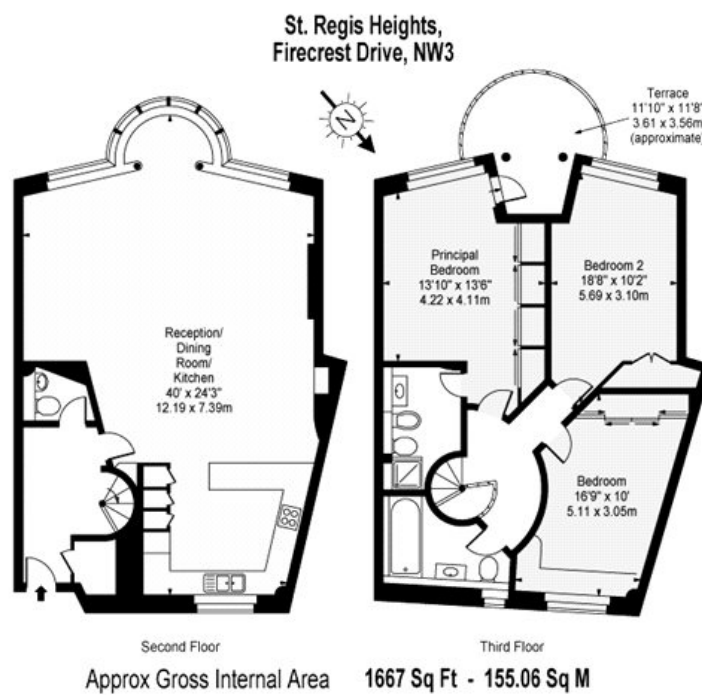 St. Regis Heights,
Firecrest Drive, NW3
N
Terrace
11'10" x 11'8"
3.61 x 3.56m
(approximate)
Principal
Bedroom
13'10" x 13'6"
4.22 x 4.11m
Bedroom 2
18'8" x 10'2"
5.69 x 3.10m
Reception/
Dining
Room/
Kitchen
40' x 24'3"
12.19 x 7.39m
Bedroom
16'9" x 10'
5.11 x 3.05m
Second Floor
Third Floor
Approx Gross Internal Area 1667 Sq Ft - 155.06 Sq M